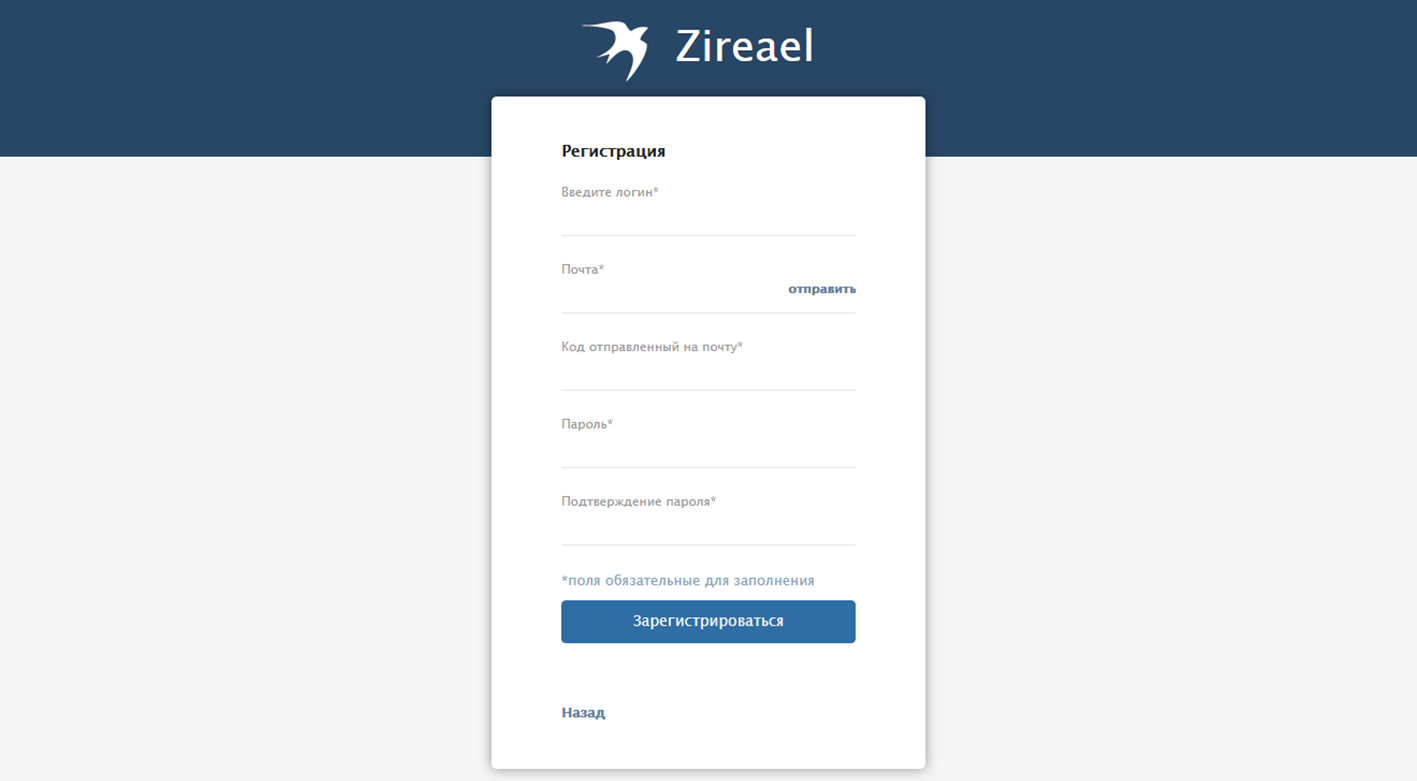 Zireael
Регистрация
Введите логин*
Почта*
отправить
Код отправленный на почту*
Пароль*
Подтверждение пароля*
*поля обязательные для заполнения
Зарегистрироваться
Назад